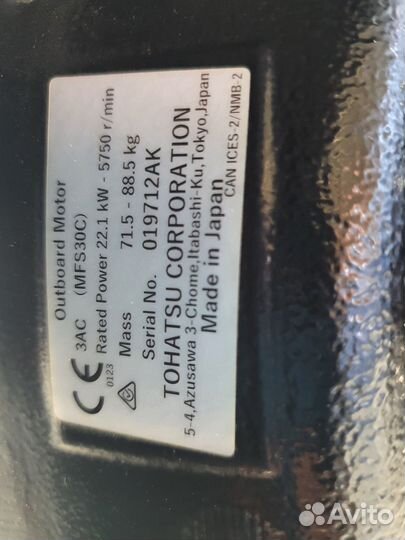 Outboard Motor
CE 3AC (MFS30C)
0123 Rated Power 22.1 kW - 5750 r/min
Mass 71.5 - 88.5 kg
Serial No. 019712AK
TOHATSU CORPORATION
5-4,Azusawa 3-Chome,Itabashi-Ku,Tokyo,Japan
Made in Japan
CAN ICES-2/NMB-2
Avito